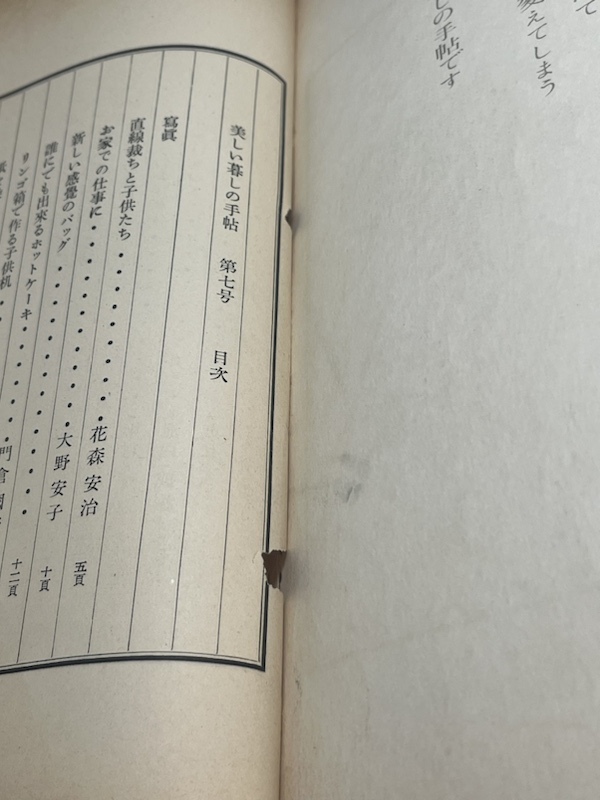 て
変えてしまう
しの手帖です
美しい暮しの手帖 第七号 目次
寫眞
直線裁ちと子供たち・・・・・・・・花森安治 五頁
お家での仕事に・・・・・・・・・大野安子 十頁
新しい感覺のバッグ・・・・・・・・・・・ 十二頁
誰にでも出来るホットケーキ・・・・・・門倉
リンゴ箱で作る子供机・